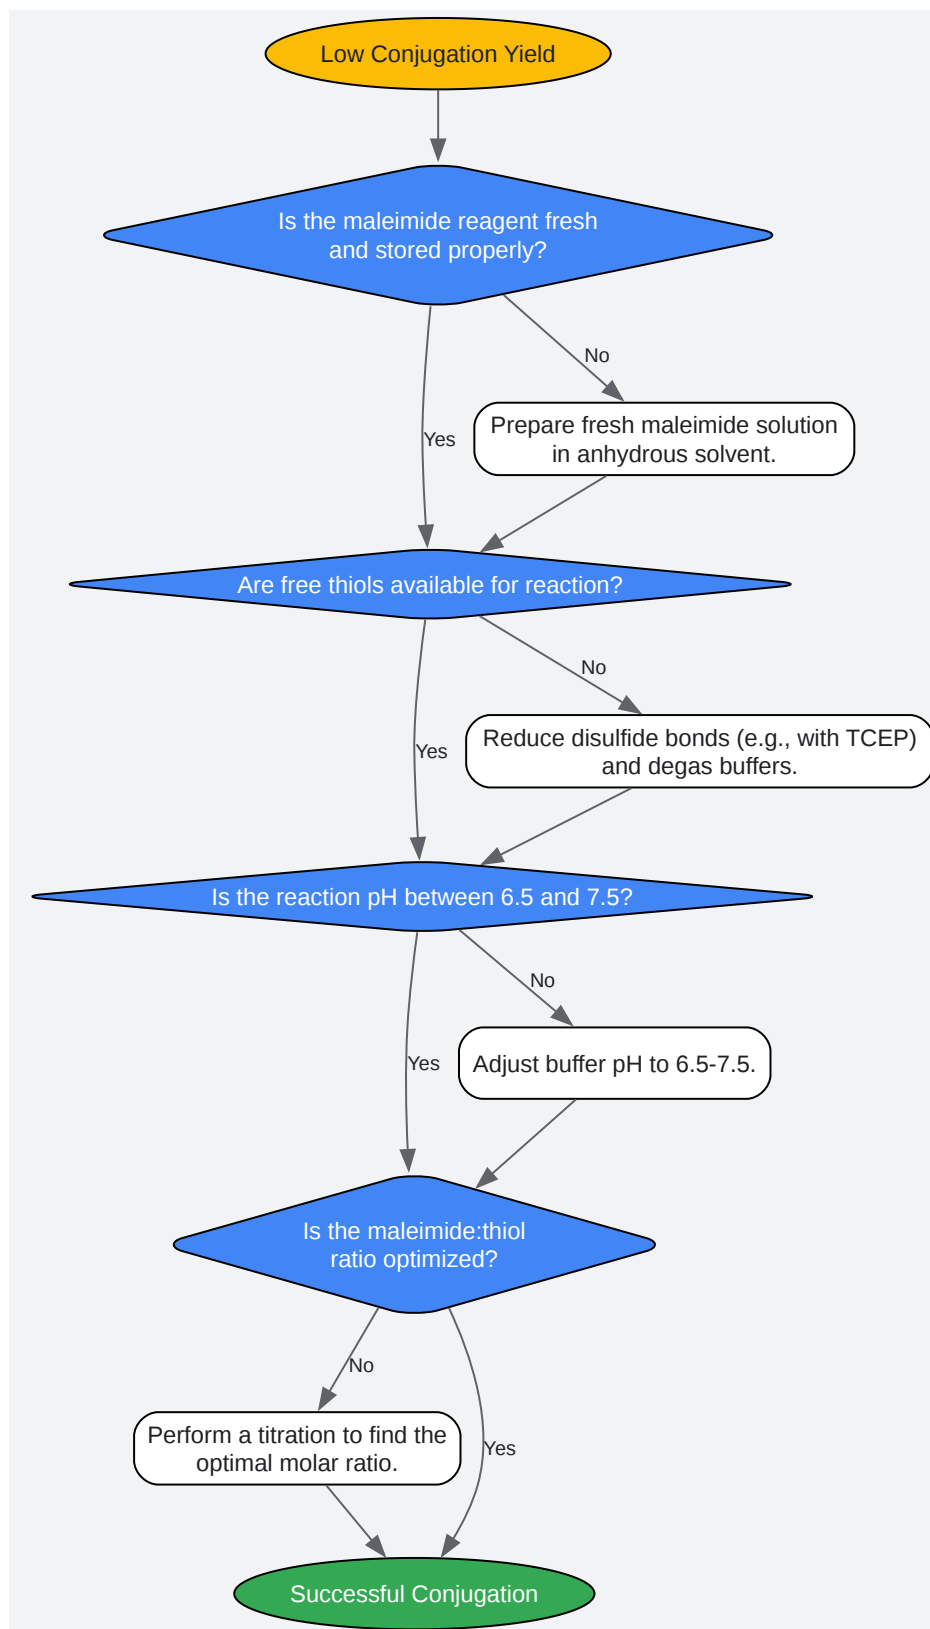 Low Conjugation Yield
Is the maleimide reagent fresh
and stored properly?
No
Yes
Prepare fresh maleimide solution
in anhydrous solvent.
Are free thiols available for reaction?
No
Yes
Reduce disulfide bonds (e.g., with TCEP)
and degas buffers.
Is the reaction pH between 6.5 and 7.5?
No
Yes
Adjust buffer pH to 6.5-7.5.
Is the maleimide:thiol
ratio optimized?
No
Perform a titration to find the
optimal molar ratio.
Yes
Successful Conjugation